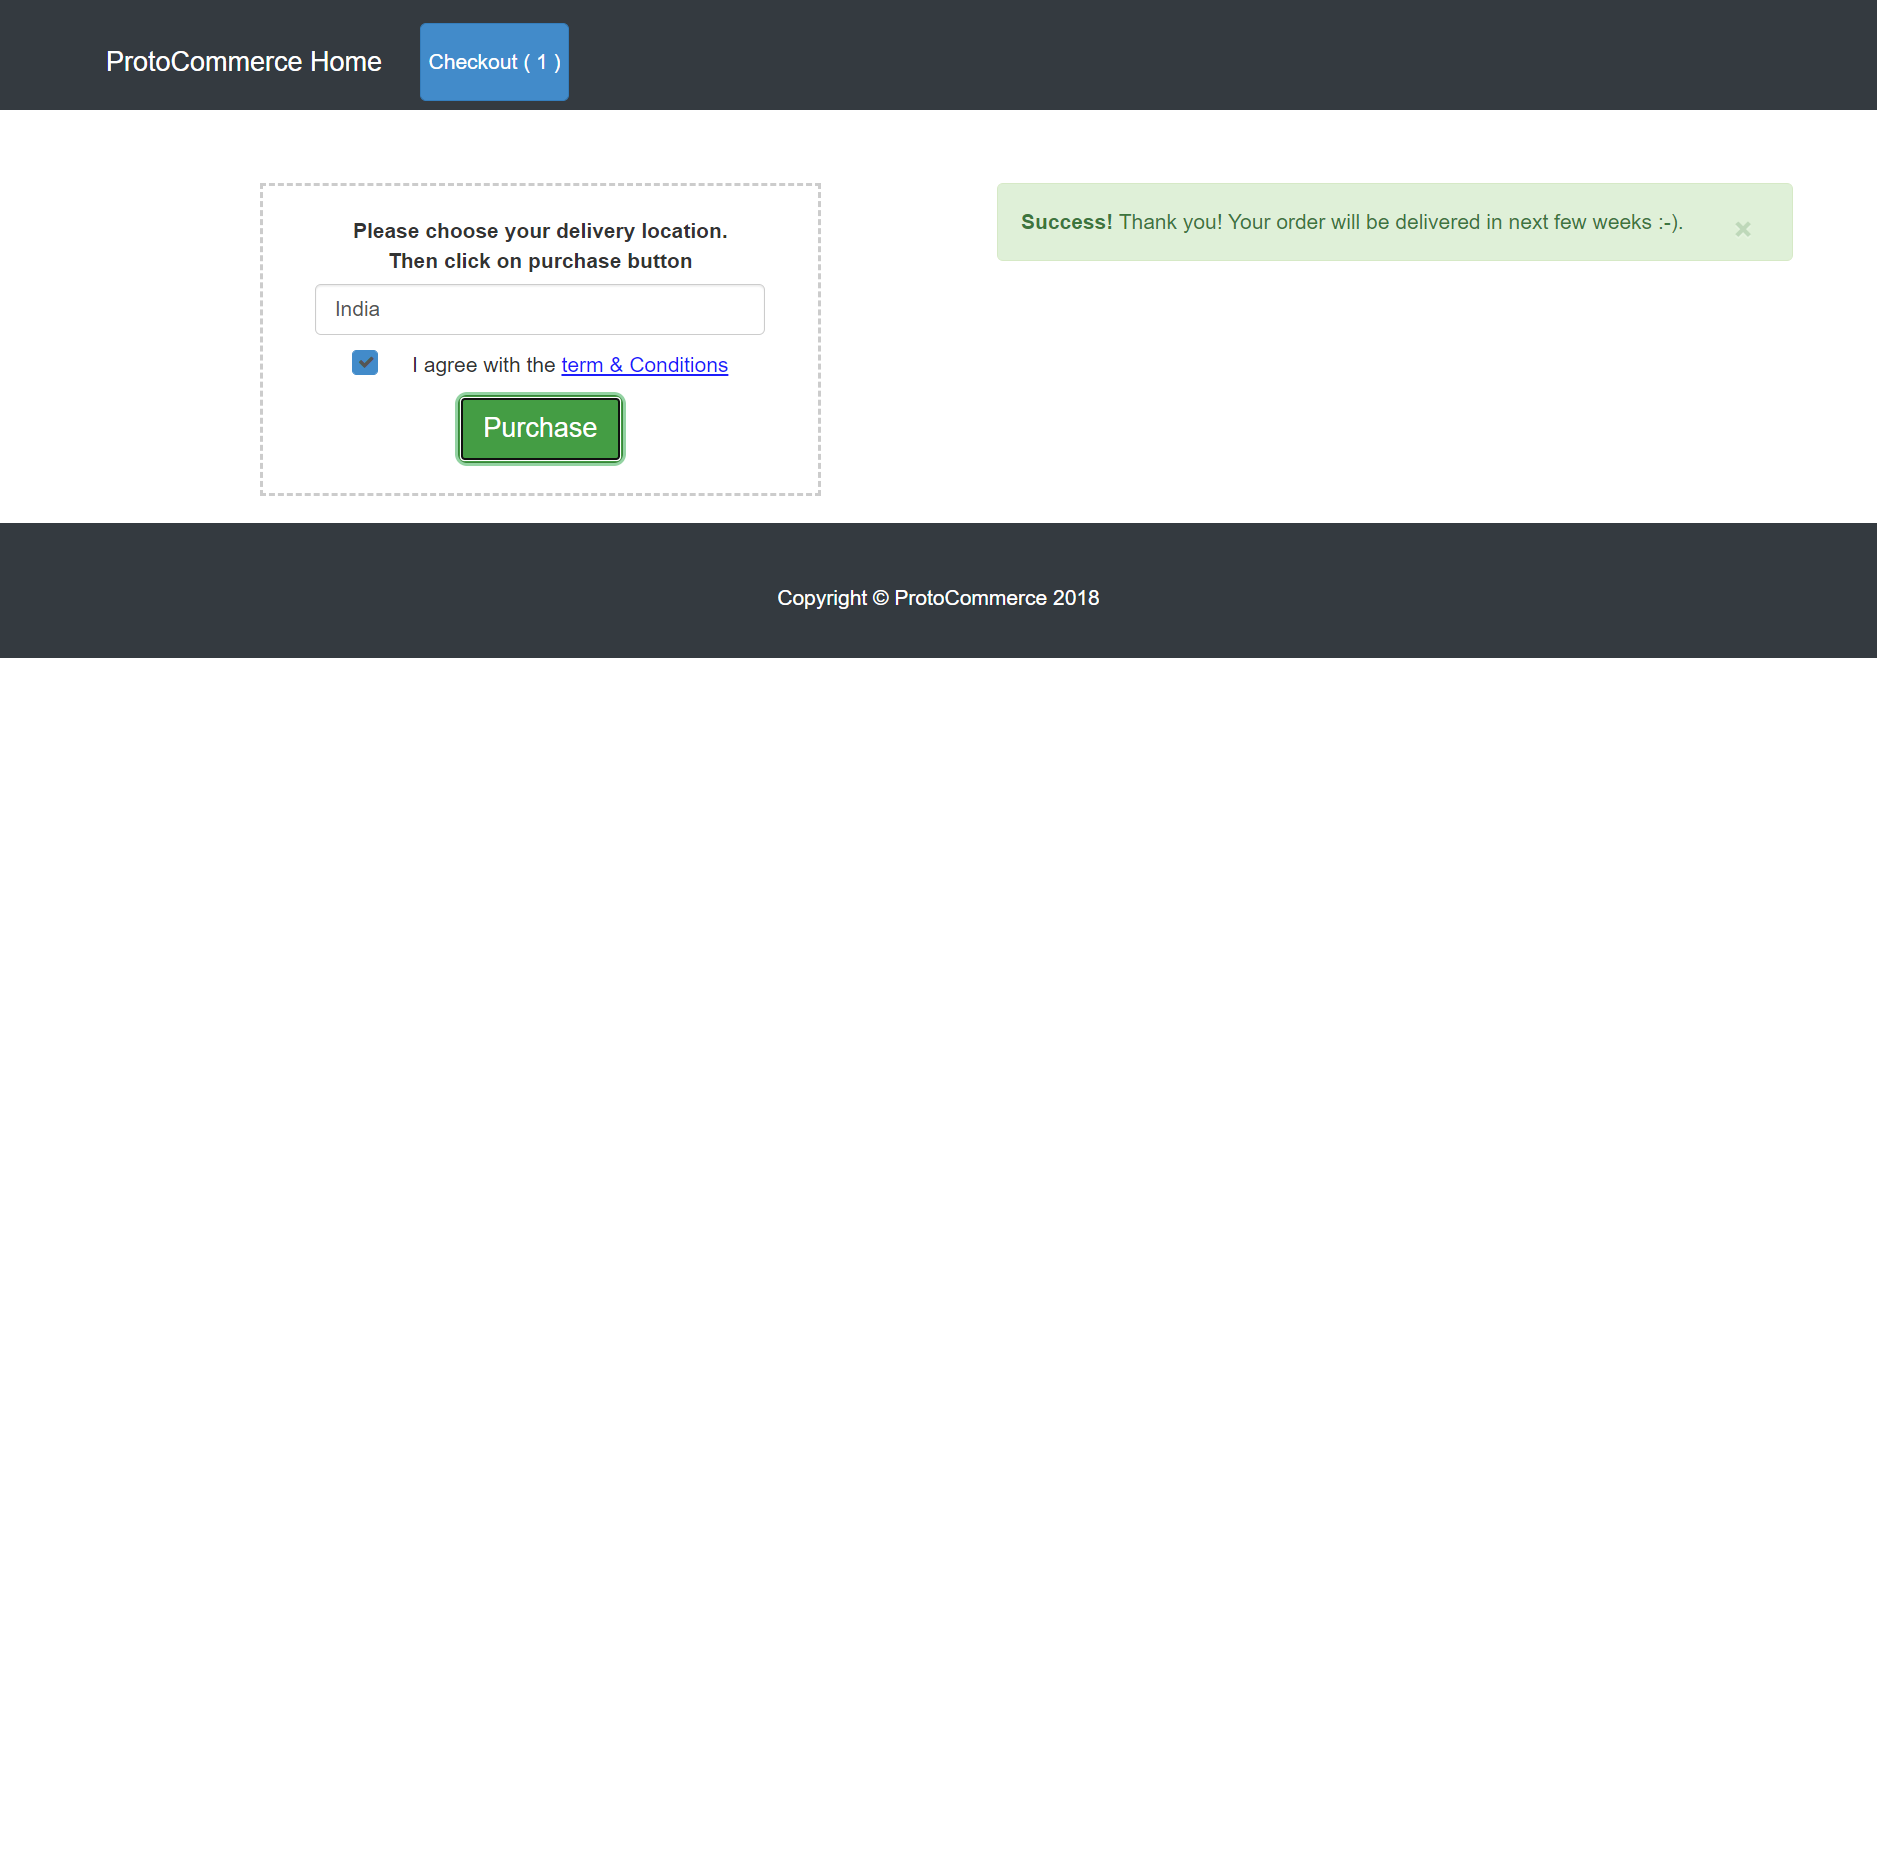 ProtoCommerce Home
Checkout ( 1 )
Please choose your delivery location.
Then click on purchase button
India
I agree with the term & Conditions
Purchase
Success! Thank you! Your order will be delivered in next few weeks :-).
×
Copyright © ProtoCommerce 2018